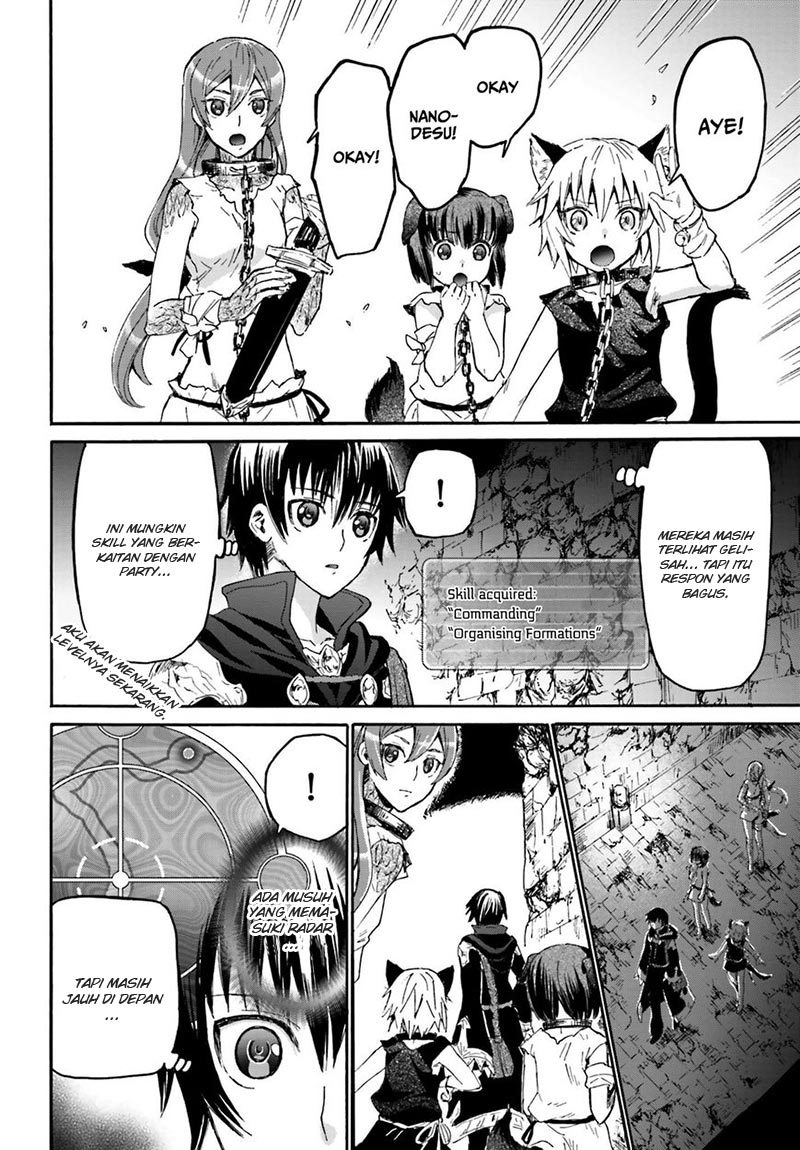 AYE!
OKAY
NANO-
DESU!
OKAY!
MEREKA MASIH
TERLIHAT GELI-
SAH... TAPI ITU
RESPON YANG
BAGUS.
!
Skill acquired:
"Commanding"
"Organising Formations"
INI MUNGKIN
SKILL YANG BER-
KAITAN DENGAN
PARTY...
AKU AKAN MENAIKKAN
LEVELNYA SEKARANG.
!
ADA MUSUH
YANG MEMA-
SUKI RADAR
...
TAPI MASIH
JAUH DI DEPAN
...